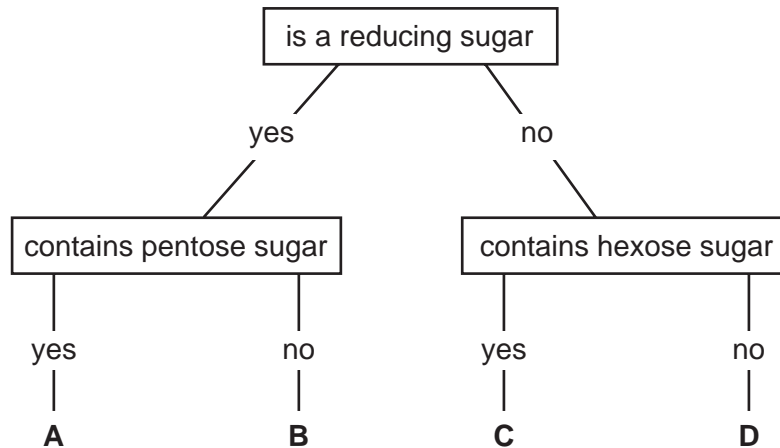 is a reducing sugar
yes
no
contains pentose sugar
contains hexose sugar
yes
no
yes
no
A
B
C
D